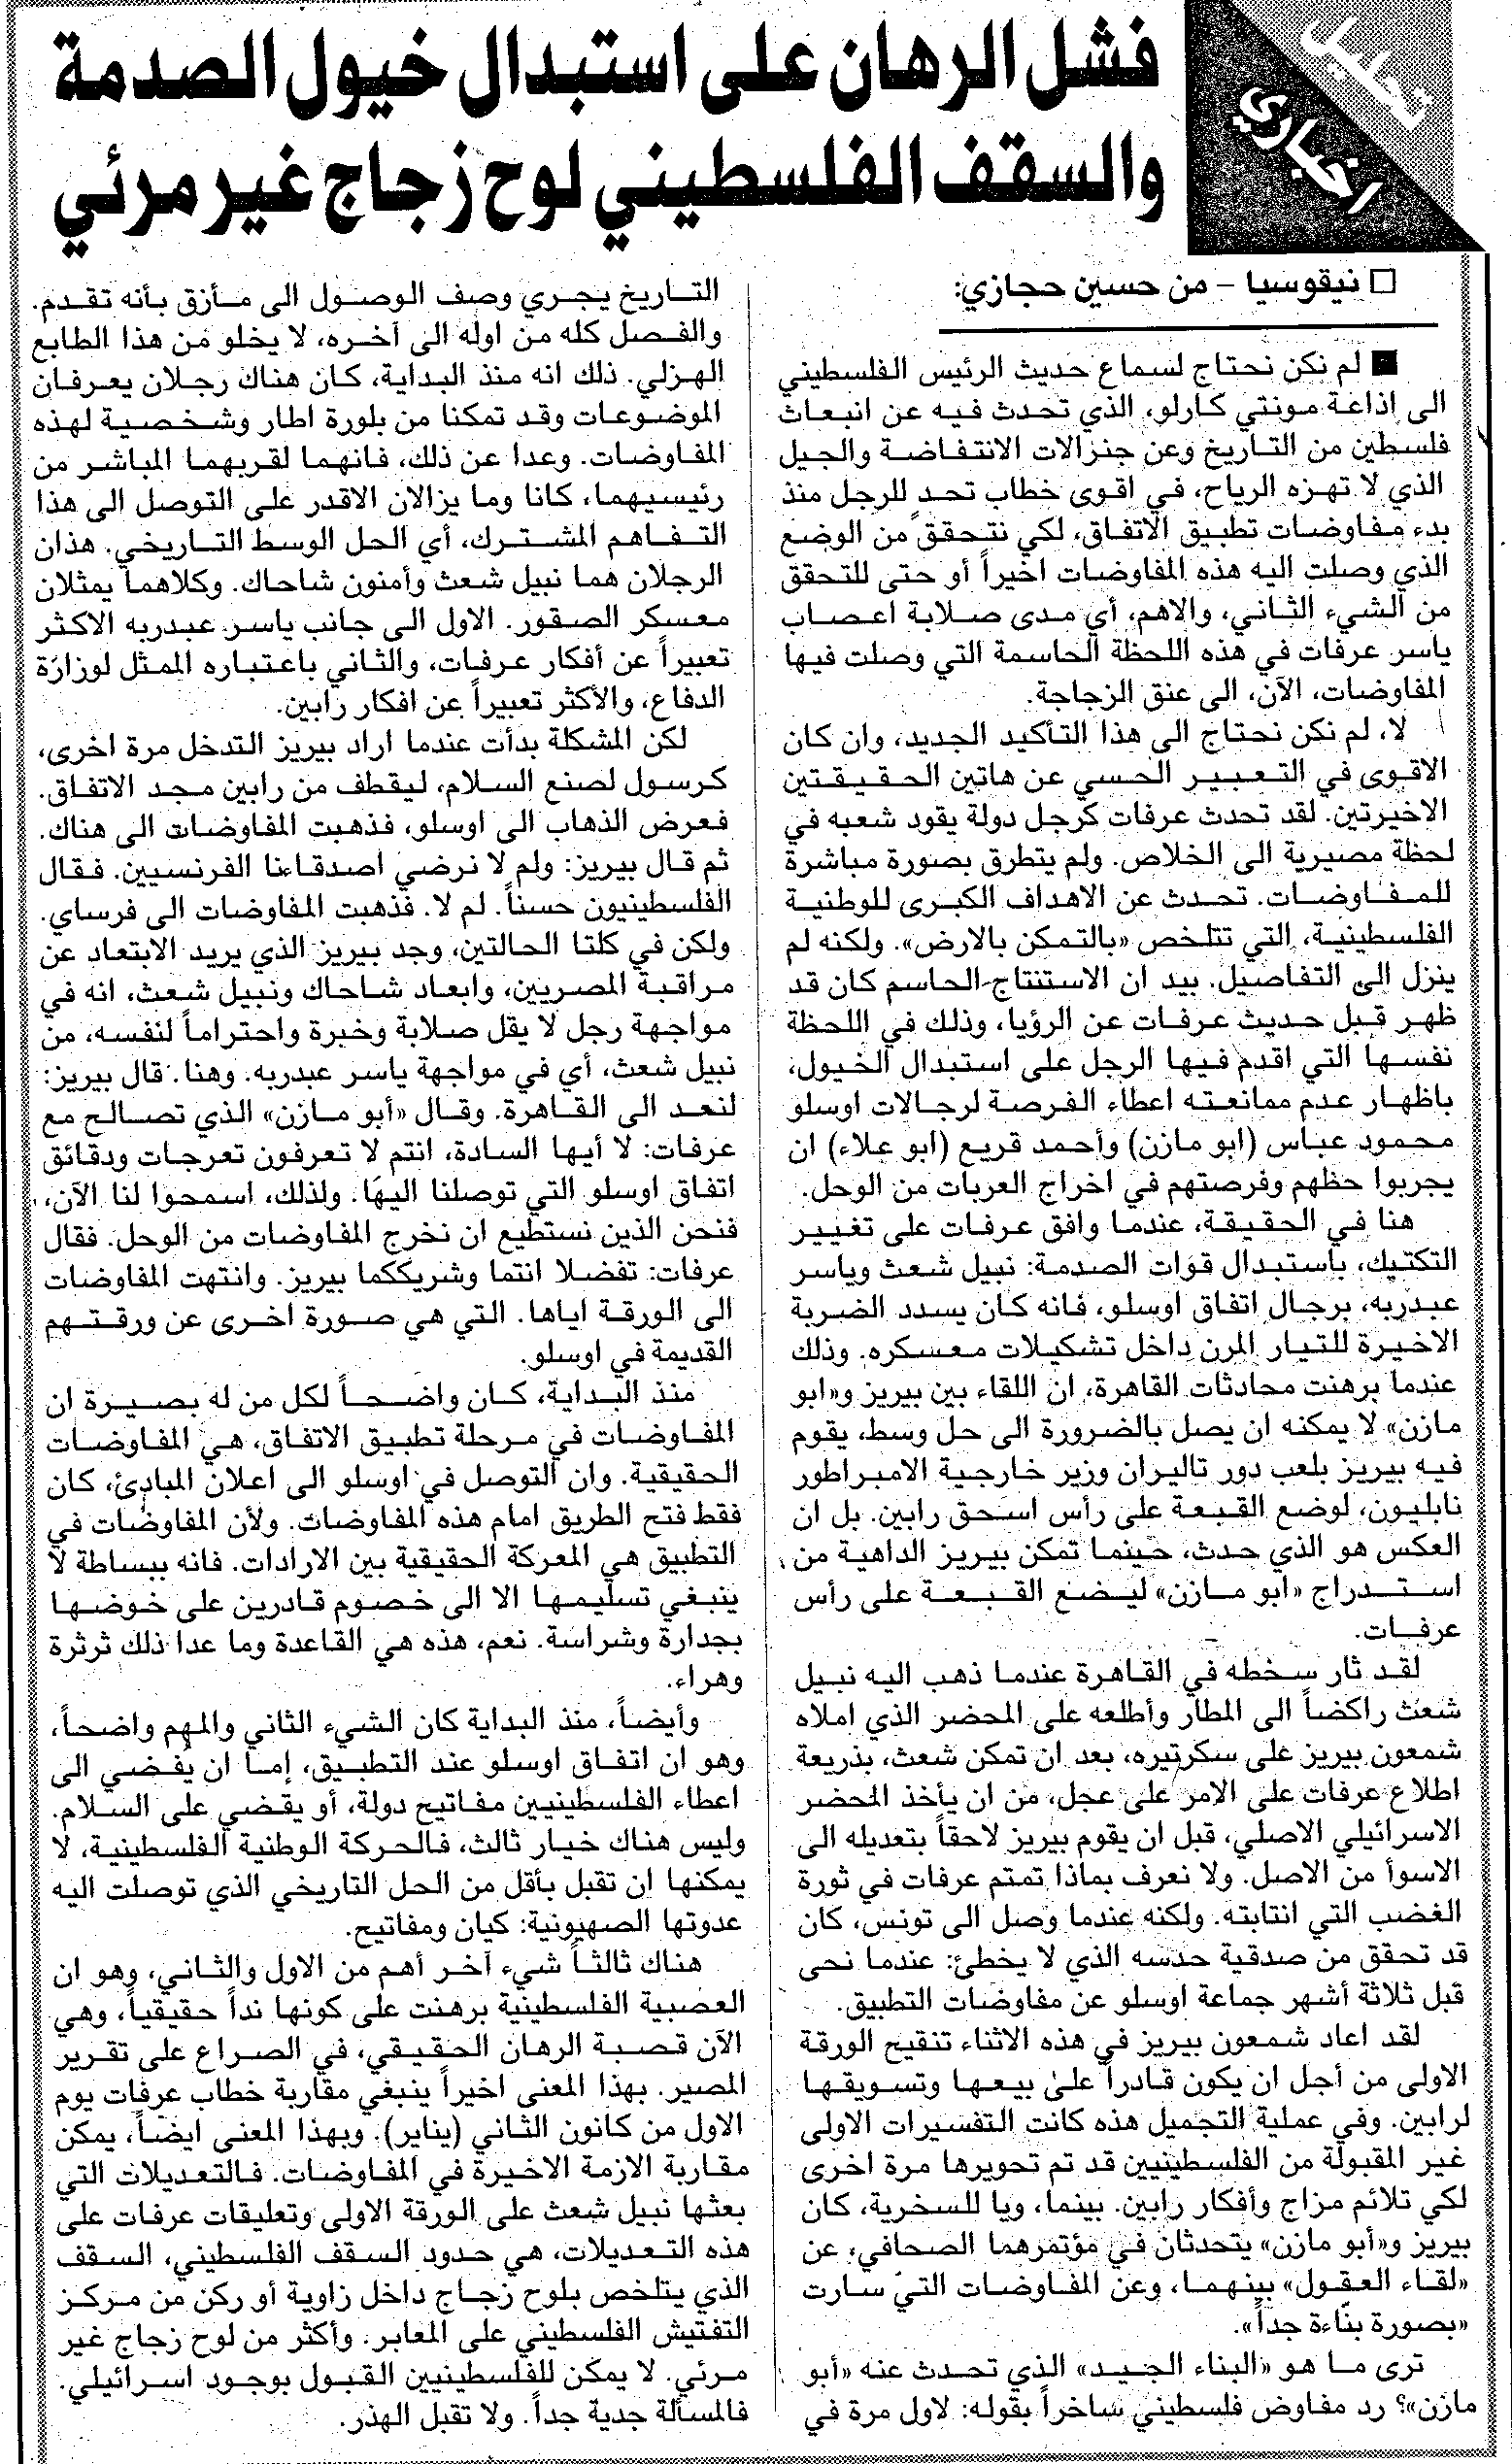 تحليل
اخباري
فشل الرهان على استبدال خيول الصدمة
والسقف الفلسطيني لوح زجاج غير مرئي
□ نيقوسيا – من حسين حجازي:
■ لم نكن نحتاج لسماع حديث الرئيس الفلسطيني
الى إذاعة مونتي كارلو، الذي تحدث فيه عن انبعاث
فلسطين من التاريخ وعن جنرالات الانتفاضة والجيل
الذي لا تهزه الرياح، في اقوى خطاب تحد للرجل منذ
بدء مفاوضات تطبيق الاتفاق، لكي نتحقق من الوضع
الذي وصلت اليه هذه المفاوضات اخيراً أو حتى للتحقق
من الشيء الثاني، والاهم، أي مدى صلابة اعصاب
ياسر عرفات في هذه اللحظة الحاسمة التي وصلت فيها
المفاوضات، الآن، الى عنق الزجاجة.
لا، لم نكن نحتاج الى هذا التأكيد الجديد، وان كان
الاقوى في التعبير الحسي عن هاتين الحقيقتين
الاخيرتين. لقد تحدث عرفات كرجل دولة يقود شعبه في
لحظة مصيرية الى الخلاص. ولم يتطرق بصورة مباشرة
للمفاوضات. تحدث عن الاهداف الكبرى للوطنية
الفلسطينية، التي تتلخص «بالتمكن بالارض». ولكنه لم
ينزل الى التفاصيل. بيد ان الاستنتاج الحاسم كان قد
ظهر قبل حديث عرفات عن الرؤيا، وذلك في اللحظة
نفسها التي اقدم فيها الرجل على استبدال الخيول،
باظهار عدم ممانعته اعطاء الفرصة لرجالات اوسلو
محمود عباس (ابو مازن) وأحمد قريع (ابو علاء) ان
يجربوا حظهم وفرصتهم في اخراج العربات من الوحل.
هنا في الحقيقة، عندما وافق عرفات على تغيير
التكتيك، باستبدال قوات الصدمة: نبيل شعث وياسر
عبدربه، برجال اتفاق اوسلو، فانه كان يسدد الضربة
الاخيرة للتيار المرن داخل تشكيلات معسكره. وذلك
عندما برهنت محادثات القاهرة، ان اللقاء بين بيريز و«ابو
مازن» لا يمكنه ان يصل بالضرورة الى حل وسط، يقوم
فيه بيريز بلعب دور تاليران وزير خارجية الامبراطور
نابليون، لوضع القبعة على رأس اسحق رابين. بل ان
العكس هو الذي حدث، حينما تمكن بيريز الداهية من
استدراج «ابو مازن» ليضع القبعة على رأس
عرفات.
لقد ثار سخطه في القاهرة عندما ذهب اليه نبيل
شعث راكضاً الى المطار وأطلعه على المحضر الذي املاه
شمعون بيريز على سكرتيره، بعد ان تمكن شعث، بذريعة
اطلاع عرفات على الامر على عجل، من ان يأخذ المحضر
الاسرائيلي الاصلي، قبل ان يقوم بيريز لاحقاً بتعديله الى
الاسوأ من الاصل. ولا نعرف بماذا تمتم عرفات في ثورة
الغضب التي انتابته. ولكنه عندما وصل الى تونس، كان
قد تحقق من صدقية حدسه الذي لا يخطئ: عندما نحى
قبل ثلاثة أشهر جماعة اوسلو عن مفاوضات التطبيق.
لقد اعاد شمعون بيريز في هذه الاثناء تنقيح الورقة
الاولى من أجل ان يكون قادراً على بيعها وتسويقها
لرابين. وفي عملية التجميل هذه كانت التفسيرات الاولى
غير المقبولة من الفلسطينيين قد تم تحويرها مرة اخرى
لكي تلائم مزاج وأفكار رابين. بينما، ويا للسخرية، كان
بيريز و«أبو مازن» يتحدثان في مؤتمرهما الصحافي، عن
«لقاء العقول» بينهما، وعن المفاوضات التي سارت
«بصورة بناءة جداً».
ترى ما هو «البناء الجيد» الذي تحدث عنه «أبو
مازن»؟ رد مفاوض فلسطيني ساخراً بقوله: لاول مرة في
التاريخ يجري وصف الوصول الى مأزق بأنه تقدم.
والفصل كله من اوله الى آخره، لا يخلو من هذا الطابع
الهزلي. ذلك انه منذ البداية، كان هناك رجلان يعرفان
الموضوعات وقد تمكنا من بلورة اطار وشخصية لهذه
المفاوضات. وعدا عن ذلك، فانهما لقربهما المباشر من
رئيسيهما، كانا وما يزالان الاقدر على التوصل الى هذا
التفاهم المشترك، أي الحل الوسط التاريخي. هذان
الرجلان هما نبيل شعث وأمنون شاحاك. وكلاهما يمثلان
معسكر الصقور. الاول الى جانب ياسر عبدربه الاكثر
تعبيراً عن أفكار عرفات، والثاني باعتباره الممثل لوزارة
الدفاع، والأكثر تعبيراً عن افكار رابين.
لكن المشكلة بدأت عندما اراد بيريز التدخل مرة اخرى،
كرسول لصنع السلام، ليقطف من رابين مجد الاتفاق.
فعرض الذهاب الى اوسلو، فذهبت المفاوضات الى هناك.
ثم قال بيريز: ولم لا نرضي اصدقاءنا الفرنسيين. فقال
الفلسطينيون حسناً. لم لا. فذهبت المفاوضات الى فرساي.
ولكن في كلتا الحالتين، وجد بيريز الذي يريد الابتعاد عن
مراقبة المصريين، وابعاد شاحاك ونبيل شعث، انه في
مواجهة رجل لا يقل صلابة وخبرة واحتراماً لنفسه، من
نبيل شعث، أي في مواجهة ياسر عبدربه. وهنا. قال بيريز:
لنعد الى القاهرة. وقال «أبو مازن» الذي تصالح مع
عرفات: لا أيها السادة، انتم لا تعرفون تعرجات ودقائق
اتفاق اوسلو التي توصلنا اليها. ولذلك، اسمحوا لنا الآن،
فنحن الذين نستطيع ان نخرج المفاوضات من الوحل. فقال
عرفات: تفضلا انتما وشريككما بيريز. وانتهت المفاوضات
الى الورقة اياها. التي هي صورة اخرى عن ورقتهم
القديمة في اوسلو.
منذ البداية، كان واضحاً لكل من له بصيرة ان
المفاوضات في مرحلة تطبيق الاتفاق، هي المفاوضات
الحقيقية. وان التوصل في اوسلو الى اعلان المبادئ، كان
فقط فتح الطريق امام هذه المفاوضات. ولأن المفاوضات في
التطبيق هي المعركة الحقيقية بين الارادات. فانه ببساطة لا
ينبغي تسليمها الا الى خصوم قادرين على خوضها
بجدارة وشراسة. نعم، هذه هي القاعدة وما عدا ذلك ثرثرة
وهراء.
وأيضاً، منذ البداية كان الشيء الثاني والمهم واضحاً،
وهو ان اتفاق اوسلو عند التطبيق، إما ان يُفضي الى
اعطاء الفلسطينيين مفاتيح دولة، أو يقضي على السلام.
وليس هناك خيار ثالث، فالحركة الوطنية الفلسطينية، لا
يمكنها ان تقبل بأقل من الحل التاريخي الذي توصلت اليه
عدوتها الصهيونية: كيان ومفاتيح.
هناك ثالثاً شيء آخر أهم من الاول والثاني، وهو ان
العصبية الفلسطينية برهنت على كونها نداً حقيقياً، وهي
الآن قصبة الرهان الحقيقي، في الصراع على تقرير
المصير. بهذا المعنى اخيراً ينبغي مقاربة خطاب عرفات يوم
الاول من كانون الثاني (يناير). وبهذا المعنى ايضاً، يمكن
مقاربة الازمة الاخيرة في المفاوضات. فالتعديلات التي
بعثها نبيل شعث على الورقة الاولى وتعليقات عرفات على
هذه التعديلات، هي حدود السقف الفلسطيني، السقف
الذي يتلخص بلوح زجاج داخل زاوية أو ركن من مركز
التفتيش الفلسطيني على المعابر. وأكثر من لوح زجاج غير
مرئي. لا يمكن للفلسطينيين القبول بوجود اسرائيلي.
فالمسألة جدية جداً. ولا تقبل الهذر.